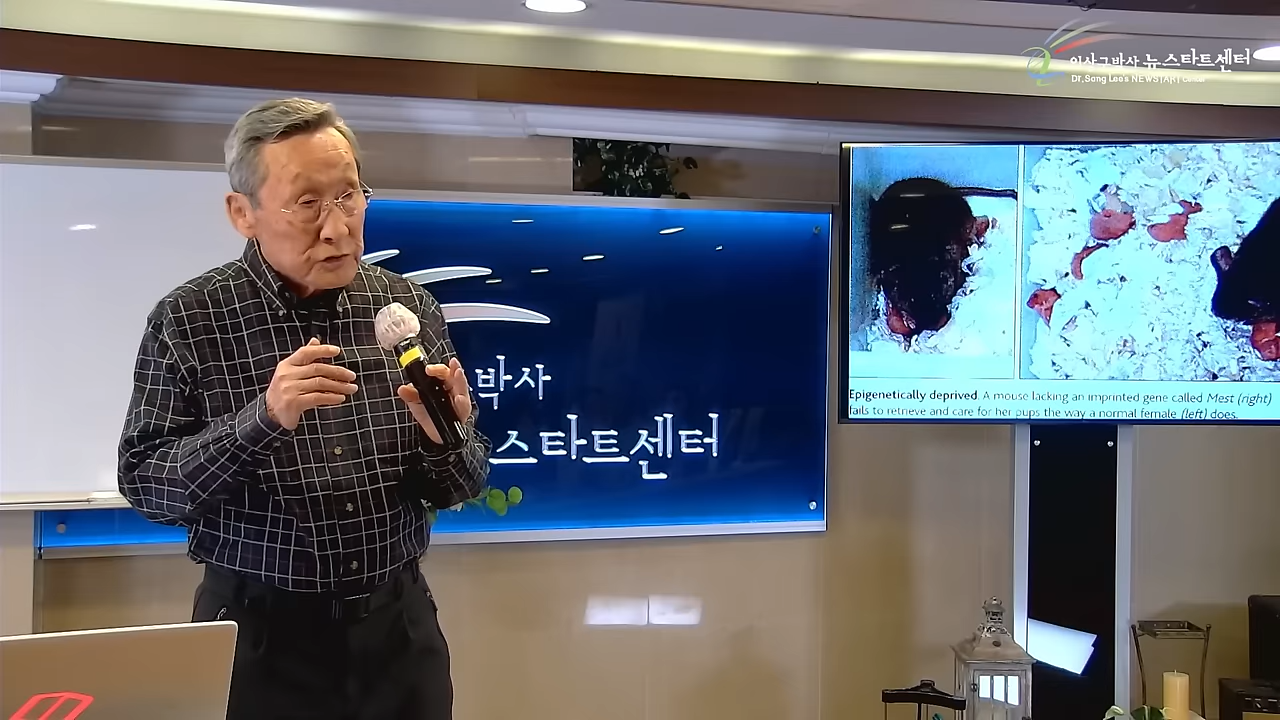 이상구박사 뉴스타트센터
Dr. Sang Lee's NEWSTART Center
박사
스타트센터
Epigenetically deprived. A mouse lacking an imprinted gene called Mest (right)
fails to retrieve and care for her pups the way a normal female (left) does.